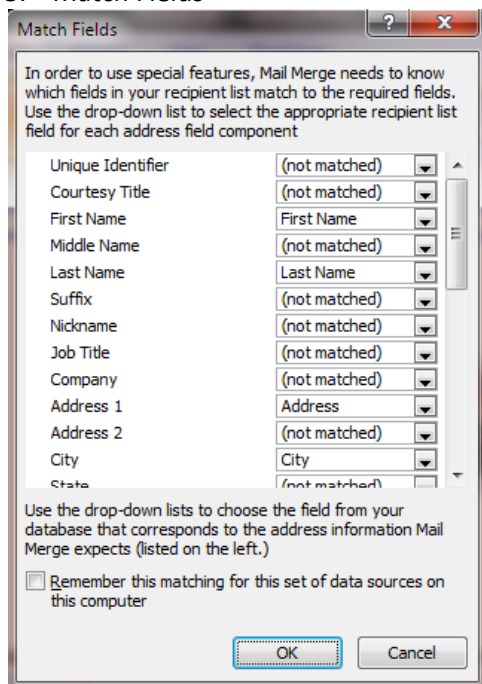 Match Fields
? X
In order to use special features, Mail Merge needs to know
which fields in your recipient list match to the required fields.
Use the drop-down list to select the appropriate recipient list
field for each address field component
Unique Identifier (not matched)
Courtesy Title (not matched)
First Name First Name
Middle Name (not matched)
Last Name Last Name
Suffix (not matched)
Nickname (not matched)
Job Title (not matched)
Company (not matched)
Address 1 Address
Address 2 (not matched)
City City
State (not matched)
Use the drop-down lists to choose the field from your
database that corresponds to the address information Mail
Merge expects (listed on the left.)
Remember this matching for this set of data sources on
this computer
OK Cancel